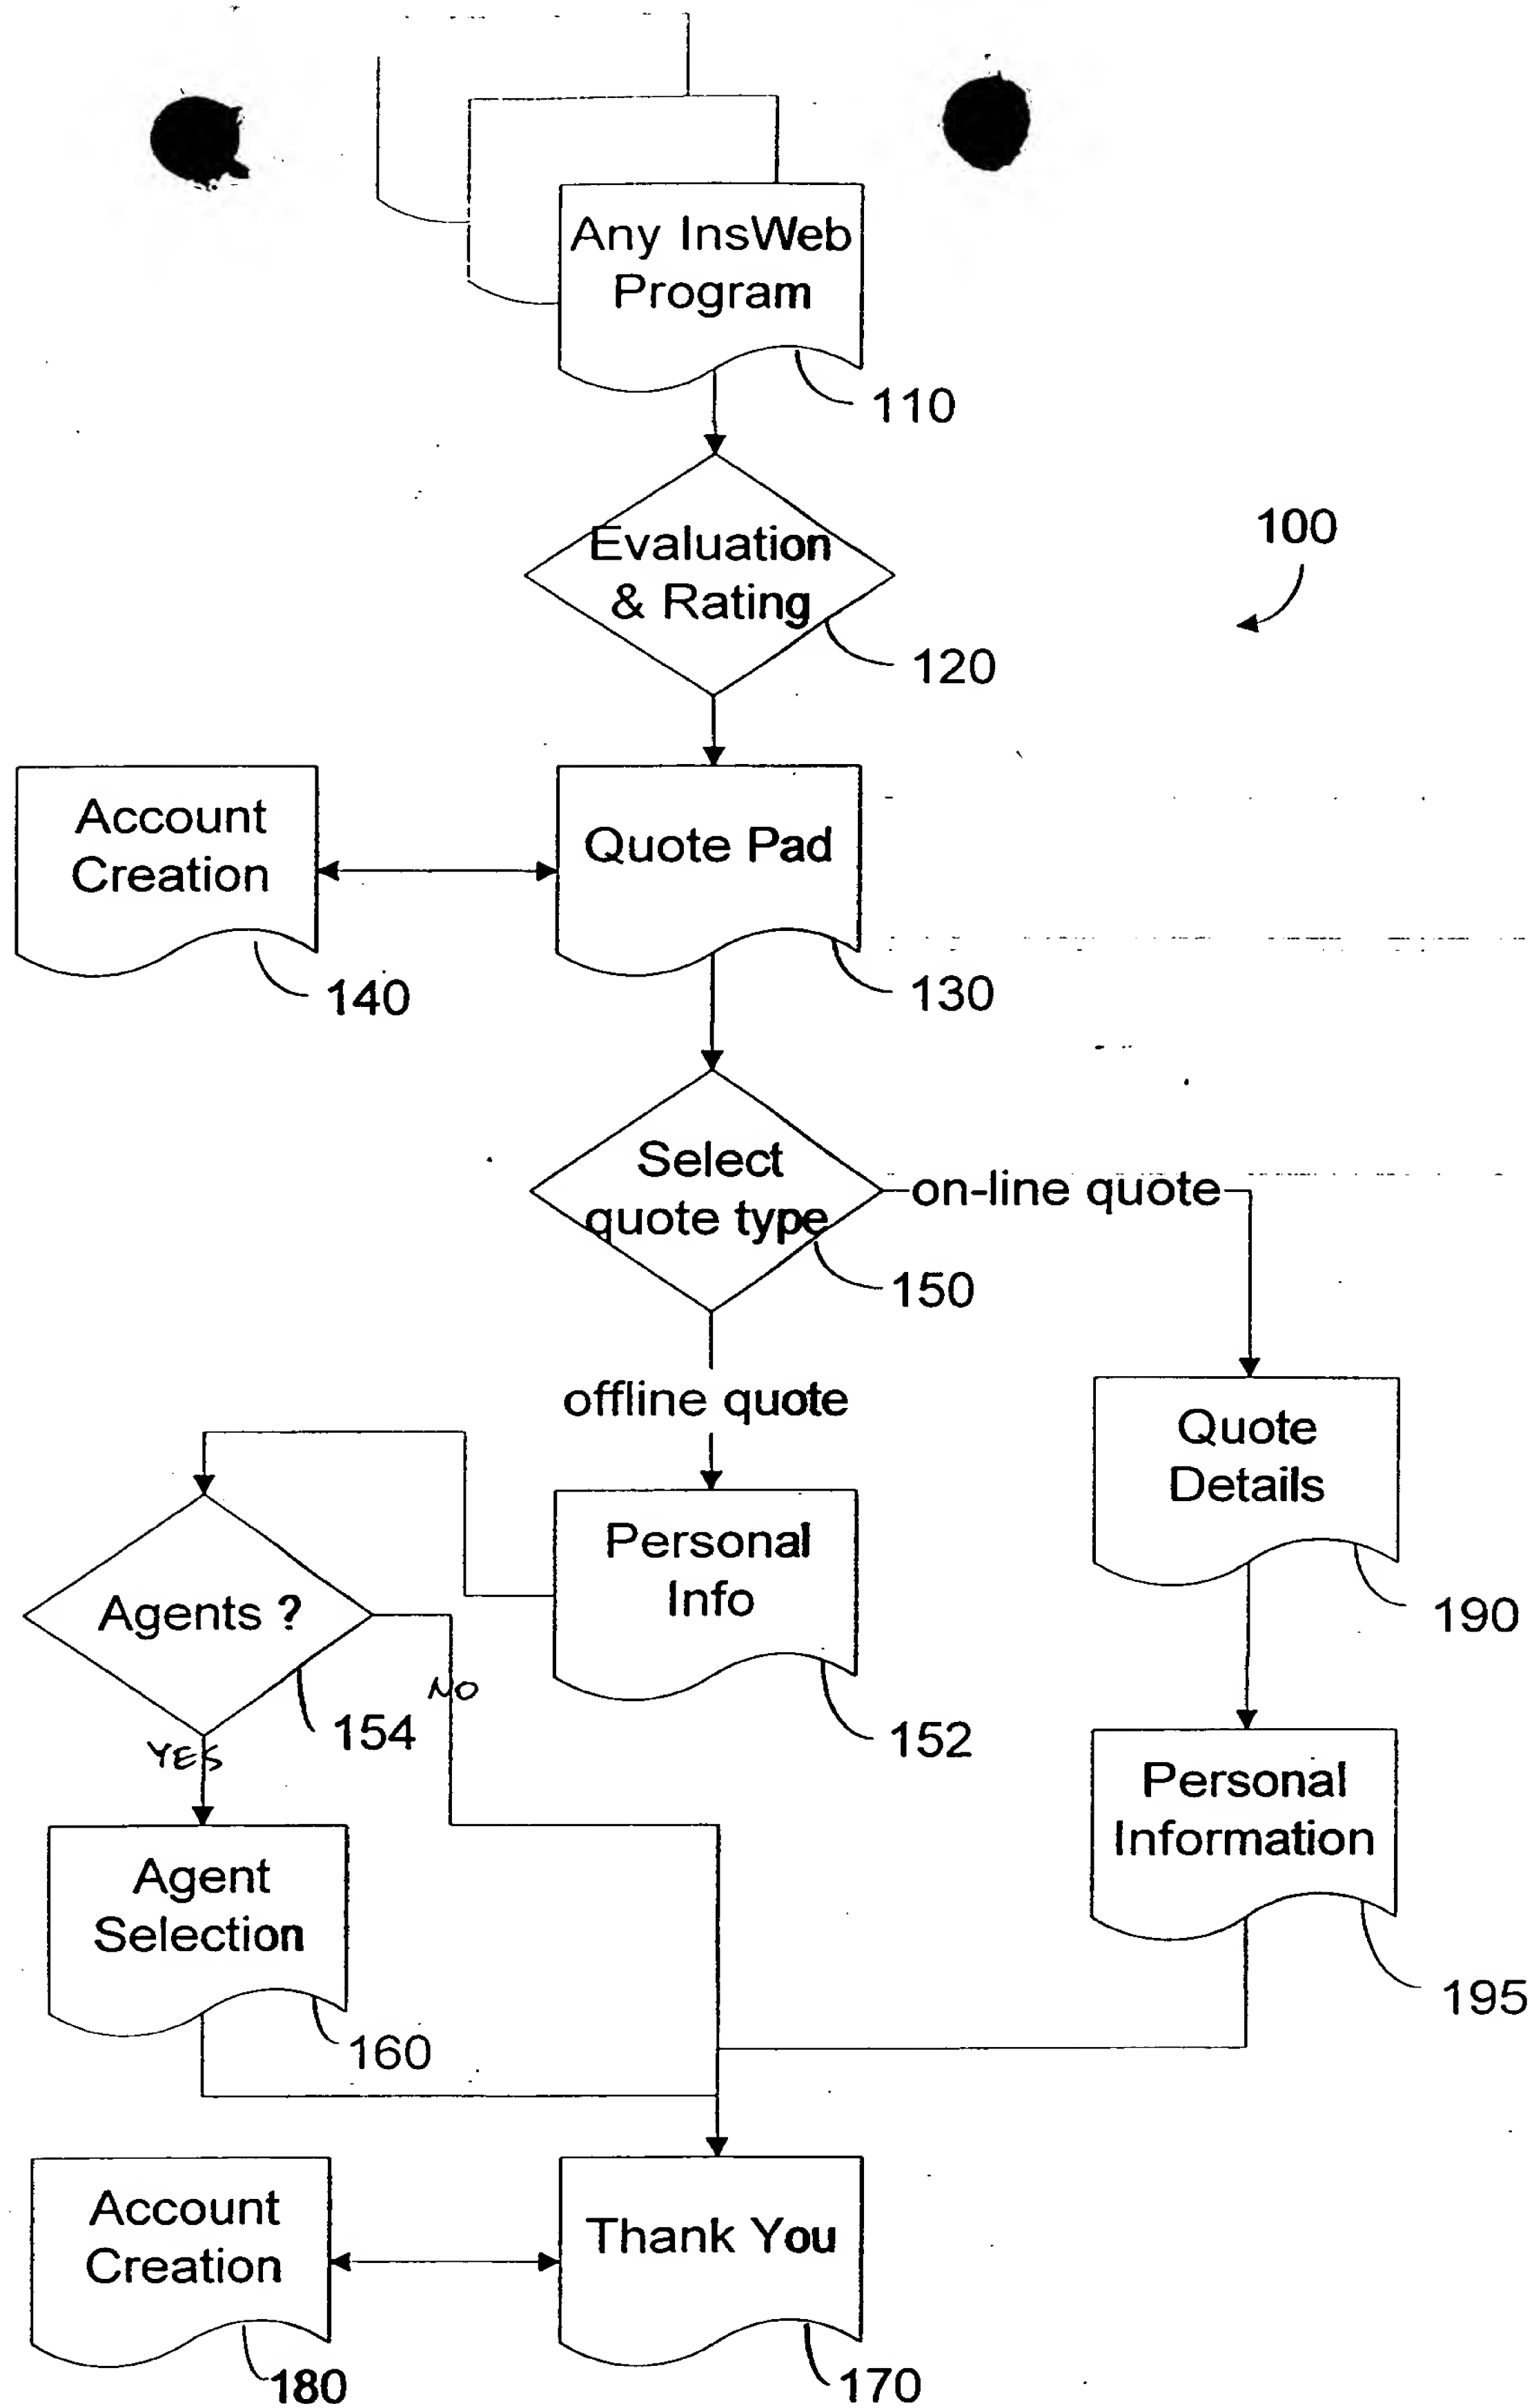 Any InsWeb
Program
110
Evaluation
& Rating
100
120
Account
Creation
Quote Pad
140
130
Select
quote type
on-line quote
150
offline quote
Quote
Details
Personal
Info
Agents ?
190
NO
154
152
YES
Personal
Information
Agent
Selection
195
160
Account
Creation
Thank You
180
170